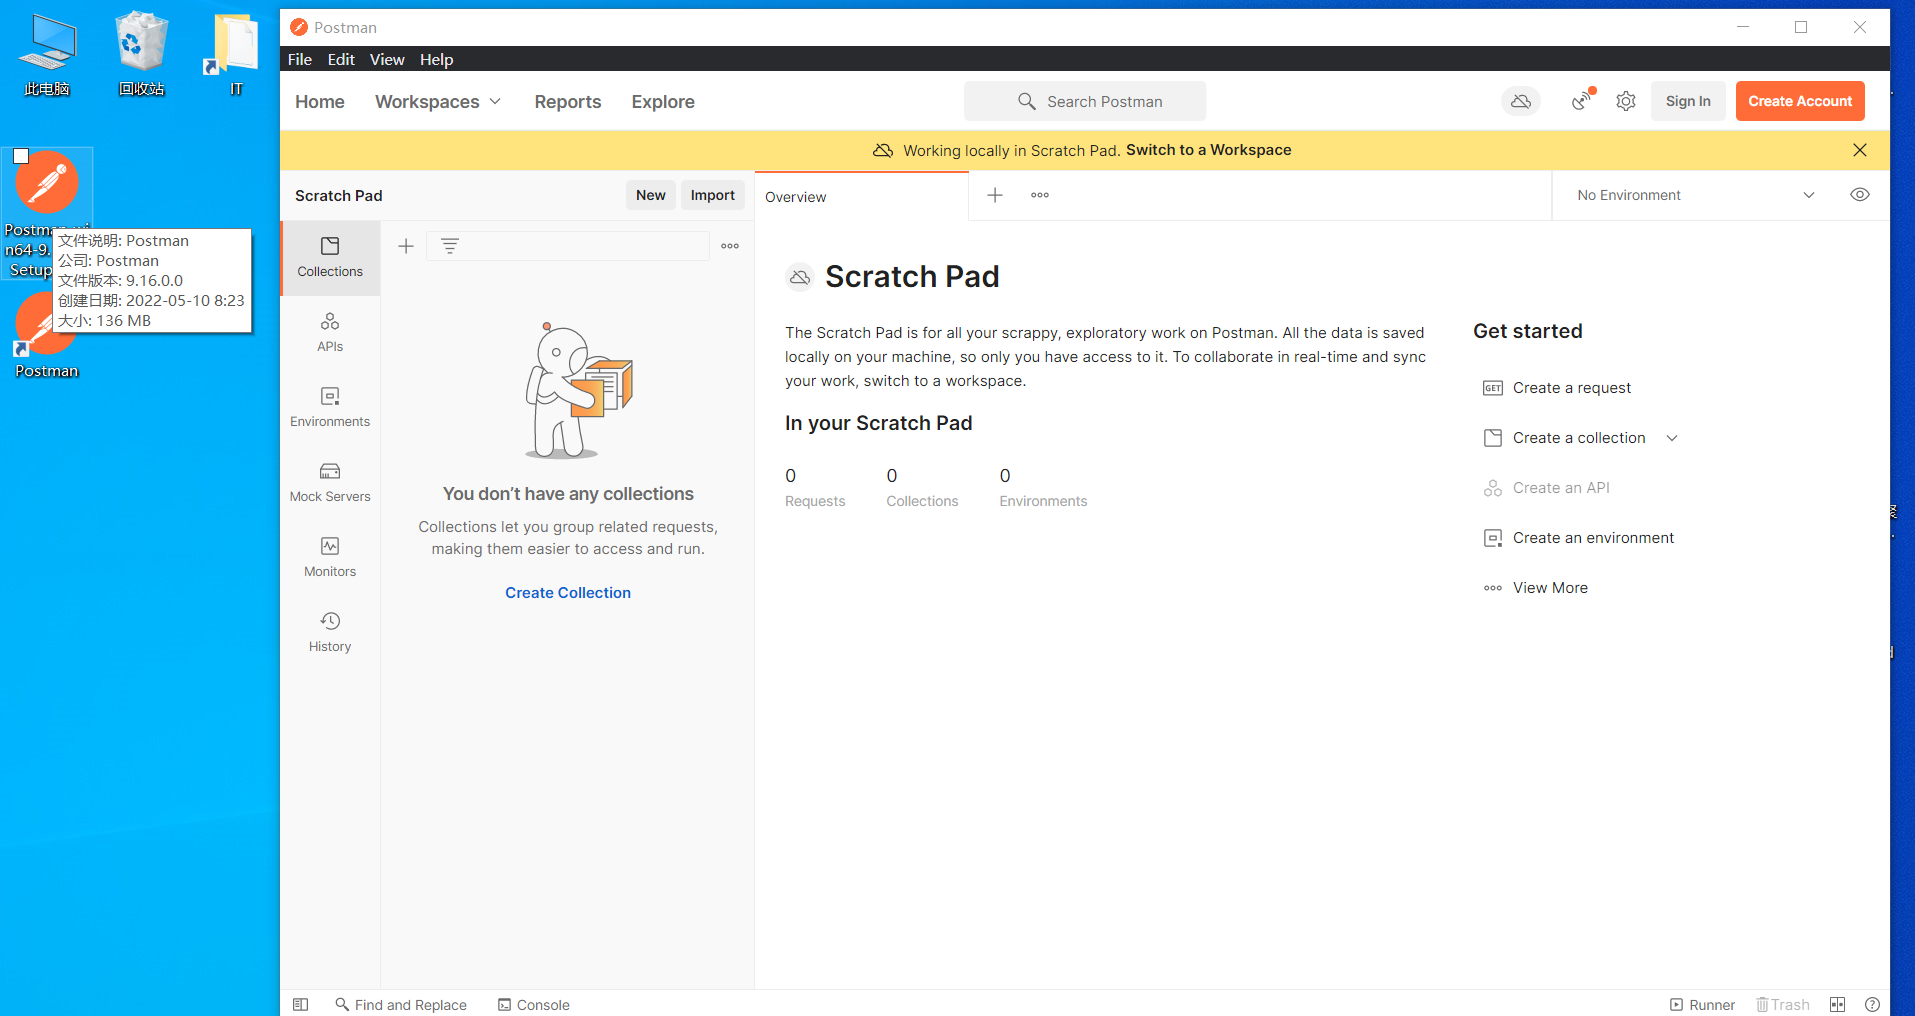 此电脑
回收站
IT
n64-9.
Setup
文件说明: Postman
公司: Postman
文件版本: 9.16.0.0
创建日期: 2022-05-10 8:23
大小: 136 MB
Postman
Postman
File Edit View Help
Home Workspaces Reports Explore
Search Postman
Sign In
Create Account
Working locally in Scratch Pad. Switch to a Workspace
Scratch Pad
New
Import
Overview
No Environment
Collections
APIs
Environments
Mock Servers
Monitors
History
You don’t have any collections
Collections let you group related requests,
making them easier to access and run.
Create Collection
Scratch Pad
The Scratch Pad is for all your scrappy, exploratory work on Postman. All the data is saved
locally on your machine, so only you have access to it. To collaborate in real-time and sync
your work, switch to a workspace.
In your Scratch Pad
0 0 0
Requests Collections Environments
Get started
GET Create a request
Create a collection
Create an API
Create an environment
View More
Find and Replace
Console
Runner
Trash